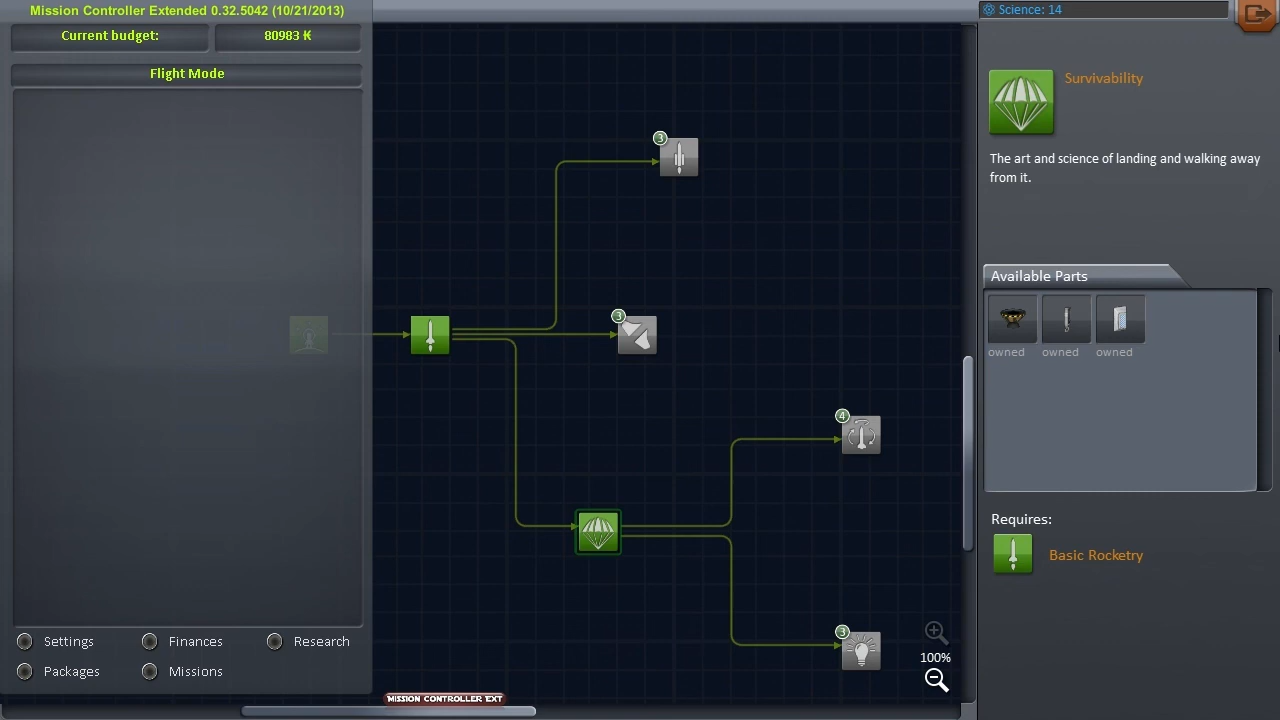 Mission Controller Extended 0.32.5042 (10/21/2013)
Current budget:
80983 ₭
Flight Mode
Settings
Finances
Research
Packages
Missions
MISSION CONTROLLER EXT
3
3
4
3
100%
Science: 14
Survivability
The art and science of landing and walking away
from it.
Available Parts
owned
owned
owned
Requires:
Basic Rocketry